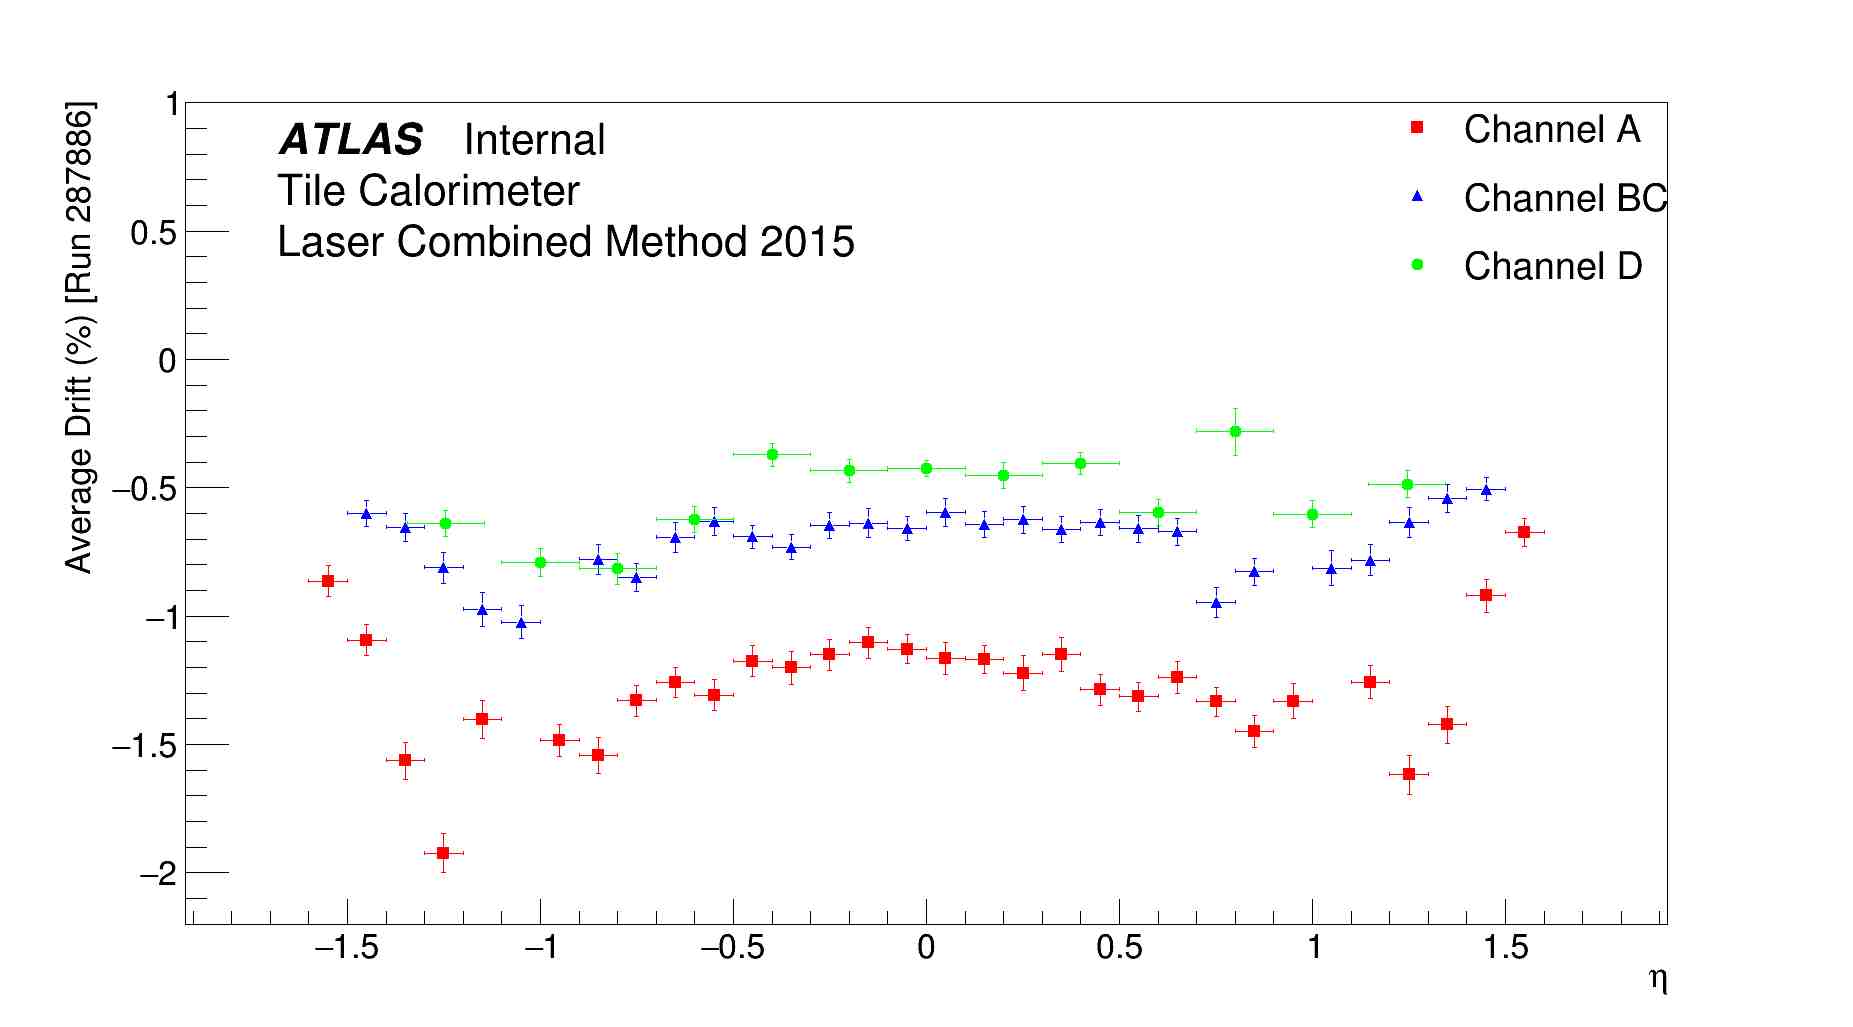 Average Drift (%) [Run 287886]
ATLAS Internal
Tile Calorimeter
Laser Combined Method 2015
Channel A
Channel BC
Channel D
1
0.5
0
−0.5
−1
−1.5
−2
−1.5 −1 −0.5 0 0.5 1 1.5
η